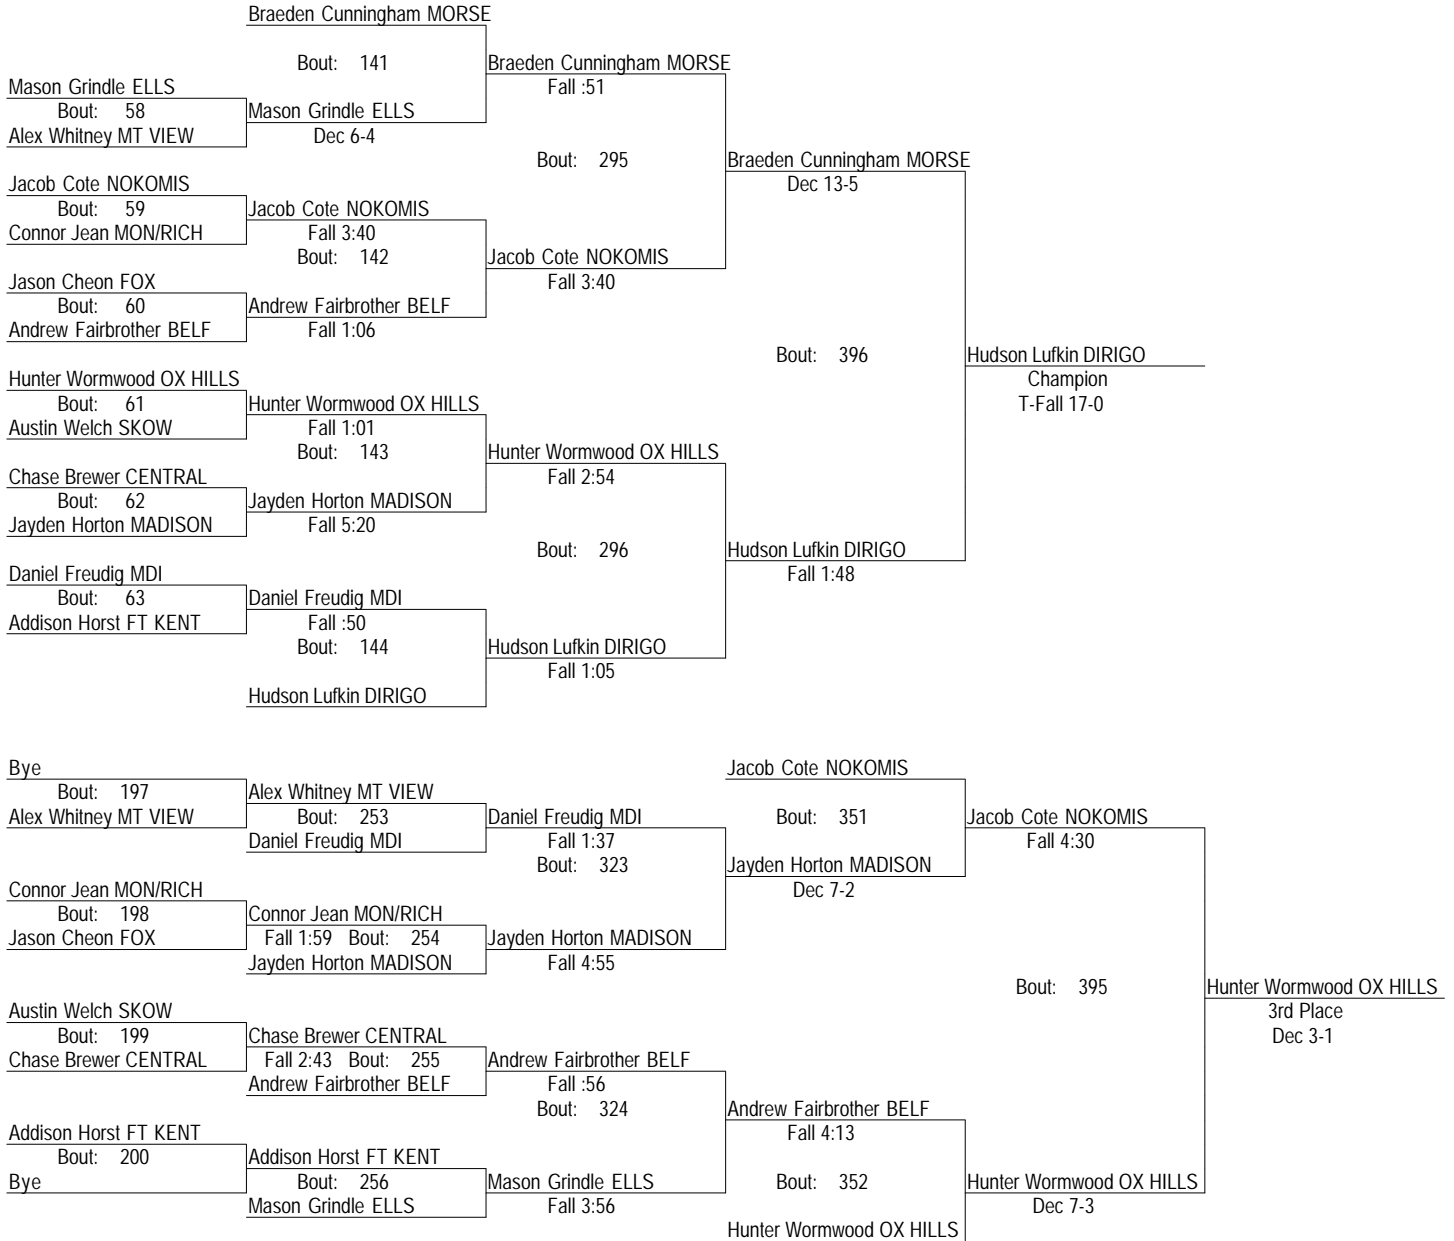 Braeden Cunningham MORSE
Bout: 141
Braeden Cunningham MORSE
Mason Grindle ELLS
Fall :51
Bout: 58
Mason Grindle ELLS
Alex Whitney MT VIEW
Dec 6-4
Bout: 295
Braeden Cunningham MORSE
Jacob Cote NOKOMIS
Dec 13-5
Bout: 59
Jacob Cote NOKOMIS
Connor Jean MON/RICH
Fall 3:40
Bout: 142
Jacob Cote NOKOMIS
Jason Cheon FOX
Fall 3:40
Bout: 60
Andrew Fairbrother BELF
Andrew Fairbrother BELF
Fall 1:06
Bout: 396
Hudson Lufkin DIRIGO
Hunter Wormwood OX HILLS
Champion
Bout: 61
Hunter Wormwood OX HILLS
T-Fall 17-0
Austin Welch SKOW
Fall 1:01
Bout: 143
Hunter Wormwood OX HILLS
Chase Brewer CENTRAL
Fall 2:54
Bout: 62
Jayden Horton MADISON
Jayden Horton MADISON
Fall 5:20
Bout: 296
Hudson Lufkin DIRIGO
Daniel Freudig MDI
Fall 1:48
Bout: 63
Daniel Freudig MDI
Addison Horst FT KENT
Fall :50
Bout: 144
Hudson Lufkin DIRIGO
Fall 1:05
Hudson Lufkin DIRIGO
Bye
Jacob Cote NOKOMIS
Bout: 197
Alex Whitney MT VIEW
Alex Whitney MT VIEW
Bout: 253
Daniel Freudig MDI
Bout: 351
Jacob Cote NOKOMIS
Daniel Freudig MDI
Fall 1:37
Fall 4:30
Bout: 323
Jayden Horton MADISON
Connor Jean MON/RICH
Dec 7-2
Bout: 198
Connor Jean MON/RICH
Jason Cheon FOX
Fall 1:59 Bout: 254
Jayden Horton MADISON
Jayden Horton MADISON
Fall 4:55
Bout: 395
Hunter Wormwood OX HILLS
Austin Welch SKOW
3rd Place
Bout: 199
Chase Brewer CENTRAL
Dec 3-1
Chase Brewer CENTRAL
Fall 2:43 Bout: 255
Andrew Fairbrother BELF
Andrew Fairbrother BELF
Fall :56
Bout: 324
Andrew Fairbrother BELF
Addison Horst FT KENT
Fall 4:13
Bout: 200
Addison Horst FT KENT
Bye
Bout: 256
Mason Grindle ELLS
Bout: 352
Hunter Wormwood OX HILLS
Mason Grindle ELLS
Fall 3:56
Dec 7-3
Hunter Wormwood OX HILLS